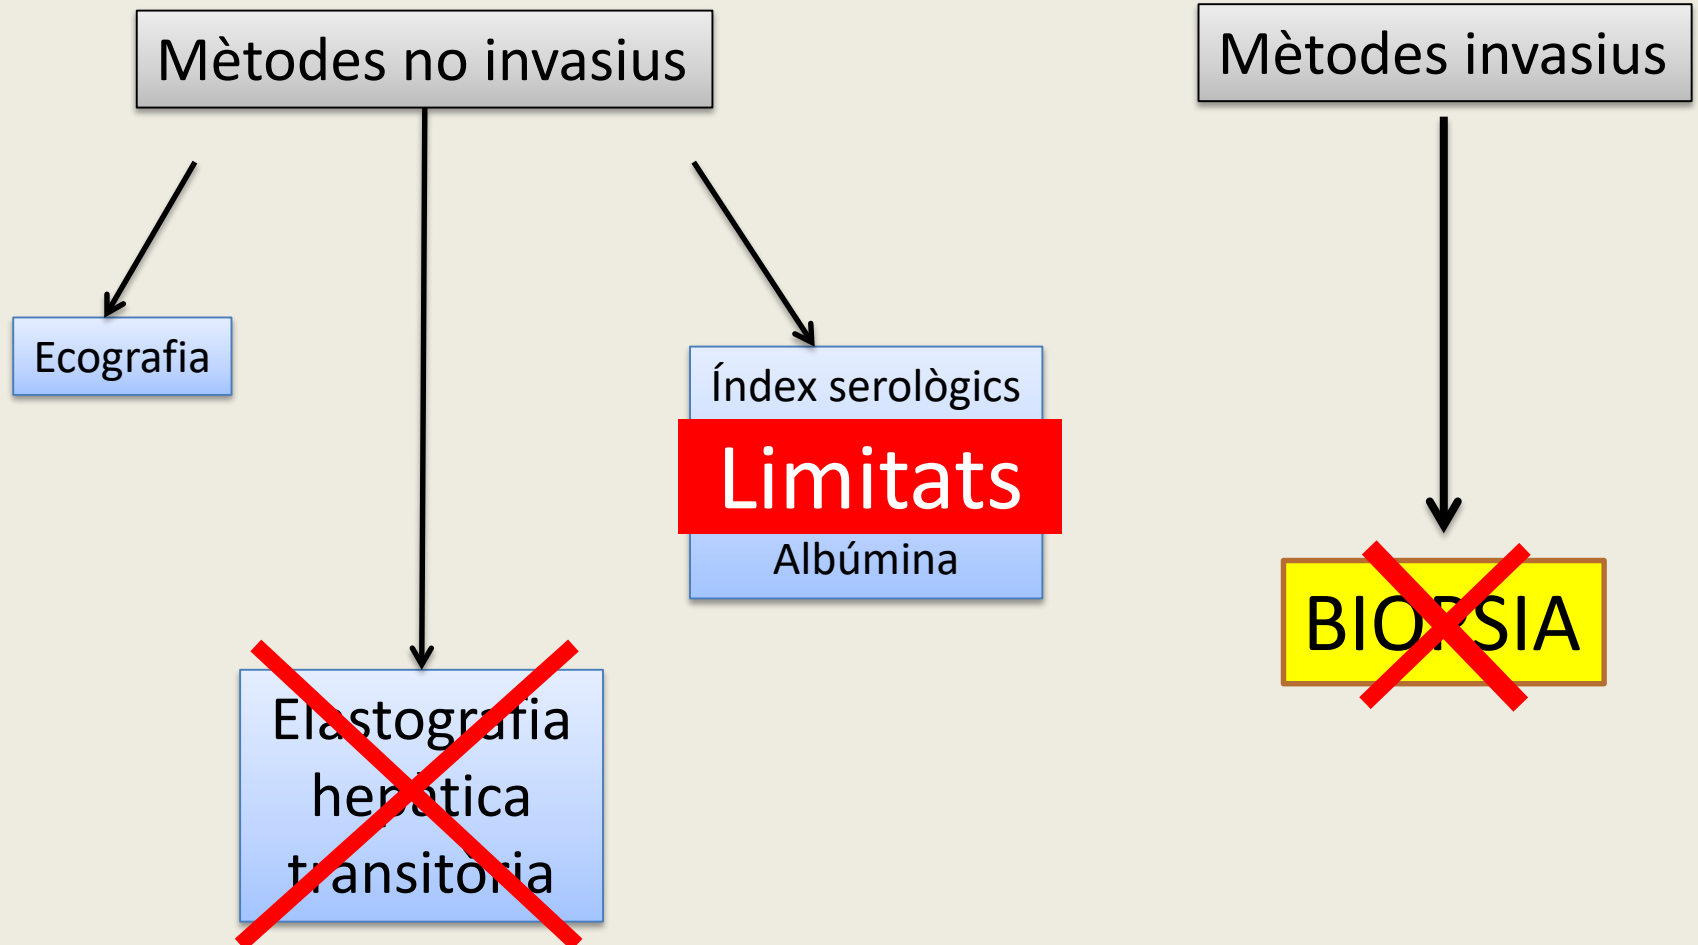 Mètodes no invasius
Mètodes invasius
Ecografia
Índex serològics
Limitats
Albúmina
BIOPSIA
Elastografia
hepàtica
transitòria